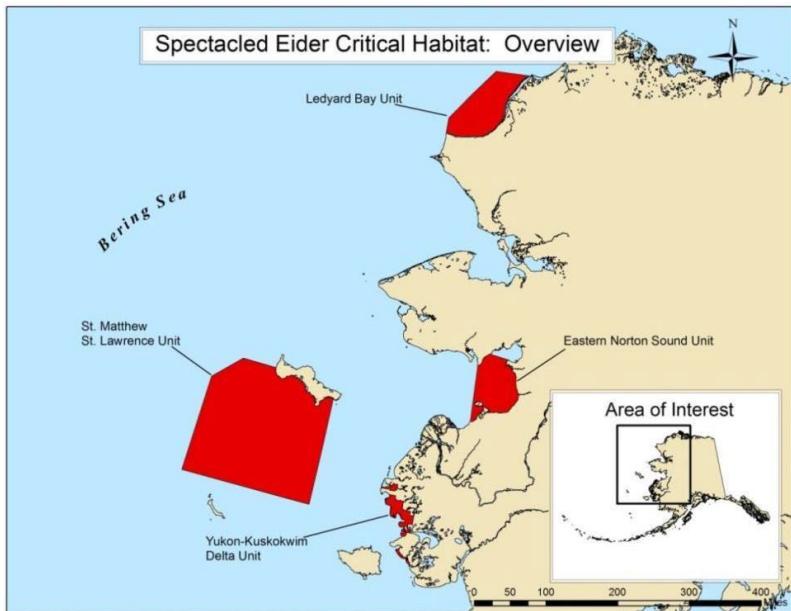 Spectacled Eider Critical Habitat: Overview
N
Ledyard Bay Unit
Bering Sea
St. Matthew
St. Lawrence Unit
Eastern Norton Sound Unit
Area of Interest
Yukon-Kuskokwim
Delta Unit
0 50 100 200 300 400
Miles